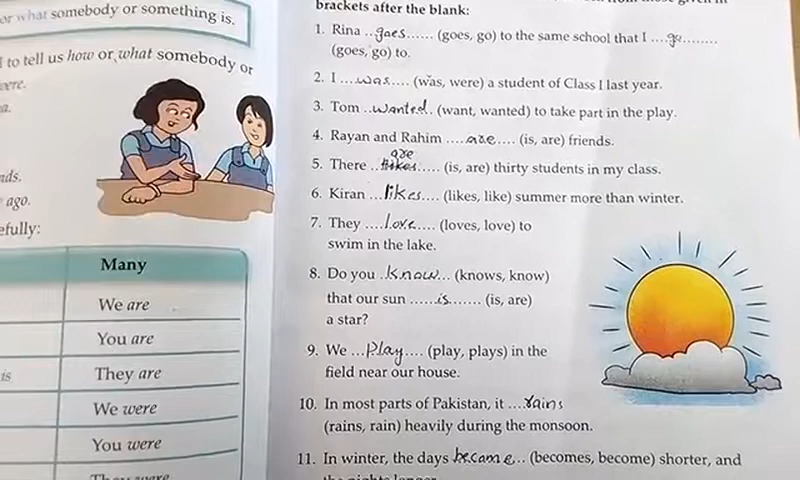 or what somebody or something is.
to tell us how or what somebody or
were.
a.
nds.
ago.
efully:
Many
We are
You are
is They are
We were
You were
They were
brackets after the blank:
1. Rina ..goes...... (goes, go) to the same school that I ....go........
(goes, go) to.
2. I ...was.... (was, were) a student of Class I last year.
3. Tom ..wanted.. (want, wanted) to take part in the play.
4. Rayan and Rahim ....are.... (is, are) friends.
are
5. There ..likes..... (is, are) thirty students in my class.
6. Kiran ...likes.... (likes, like) summer more than winter.
7. They ....love.... (loves, love) to
swim in the lake.
8. Do you ..know... (knows, know)
that our sun ......is....... (is, are)
a star?
9. We ...Play.... (play, plays) in the
field near our house.
10. In most parts of Pakistan, it ....rains
(rains, rain) heavily during the monsoon.
11. In winter, the days become... (becomes, become) shorter, and
the nights longer.